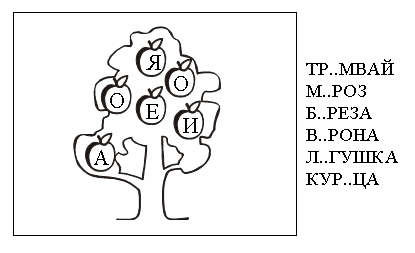 Я
О
О
Е
И
А
ТР..МВАЙ
М..РОЗ
Б..РЕЗА
В..РОНА
Л..ГУШКА
КУР..ЦА